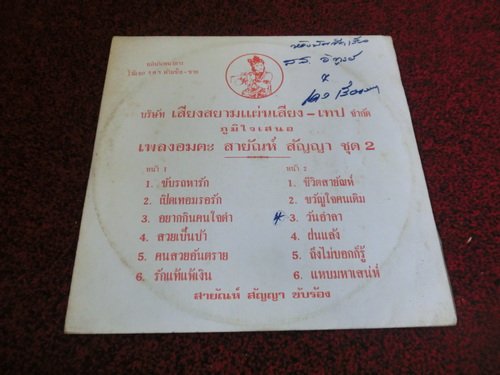 บริษัท เสียงสยามแผ่นเสียง - เทป จำกัด
ภูมิใจเสนอ
เพลงอมตะ สายัณห์ สัญญา ชุด 2
หน้า 1
1. ขับรถหารัก
2. เปิดเทอมรอรัก
3. อยากกินคนใจดำ
4. สวยเป็นบ้า
5. คนสวยอันตราย
6. รักแท้แพ้เงิน
หน้า 2
1. ชีวิตสายัณห์
2. ขวัญใจคนเดิม
3. วันอำลา
4. ฝนแล้ง
5. ถึงไม่บอกก็รู้
6. แหบมหาเสน่ห์
สายัณห์ สัญญา ขับร้อง